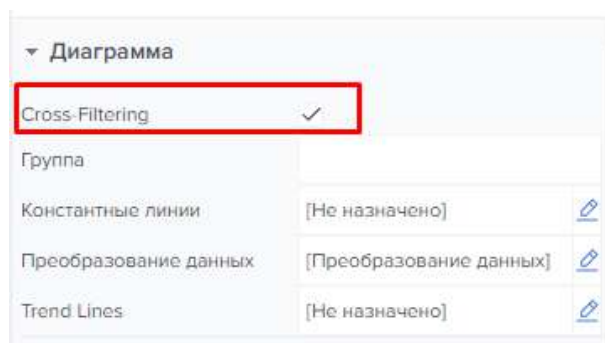 Диаграмма
Cross-Filtering
Группа
Константные линии [Не назначено]
Преобразование данных [Преобразование данных]
Trend Lines [Не назначено]